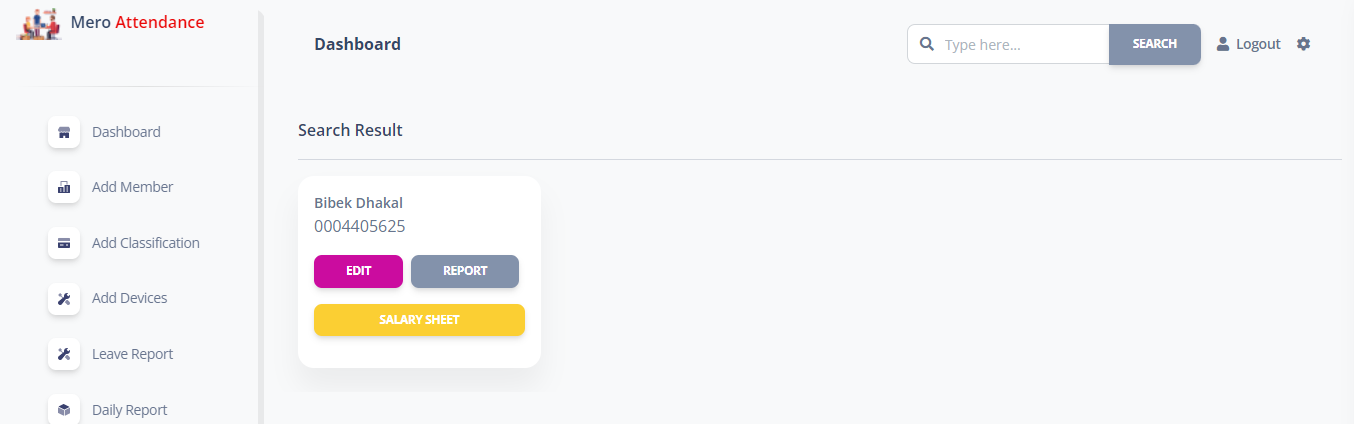 Mero Attendance
Dashboard
Type here...
SEARCH
Logout
Dashboard
Add Member
Add Classification
Add Devices
Leave Report
Daily Report
Search Result
Bibek Dhakal
0004405625
EDIT
REPORT
SALARY SHEET